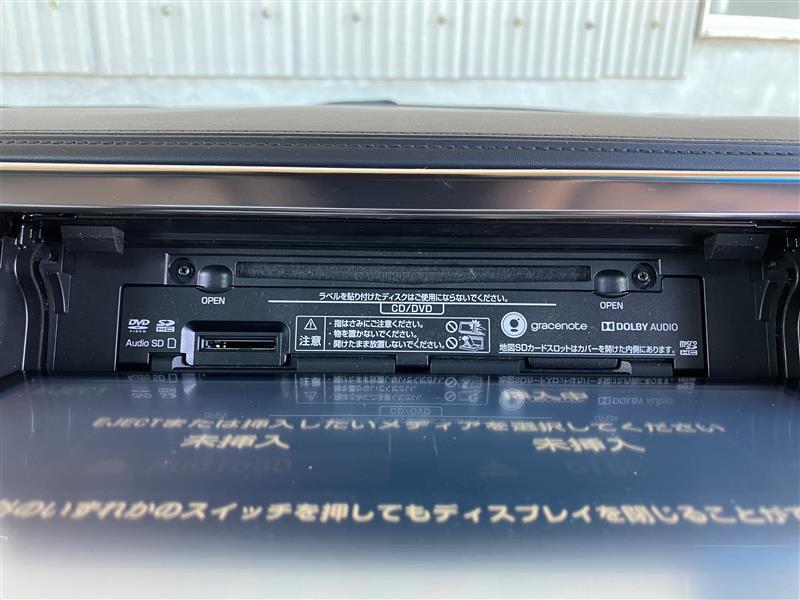 OPEN
OPEN
ラベルを貼り付けたディスクはご使用にならないでください。
CD/DVD
DVD VIDEO
SD HC
Audio SD
注意
・指はさみにご注意ください。
・物を置かないでください。
・開けたまま放置しないでください。
gracenote
DOLBY AUDIO
地図SDカードスロットはカバーを開けた内側にあります。
micro SD HC
EJECTまたは挿入したいメディアを選択してください
未挿入
未挿入
AudioSD
のいずれかのスイッチを押してもディスプレイを閉じることがで